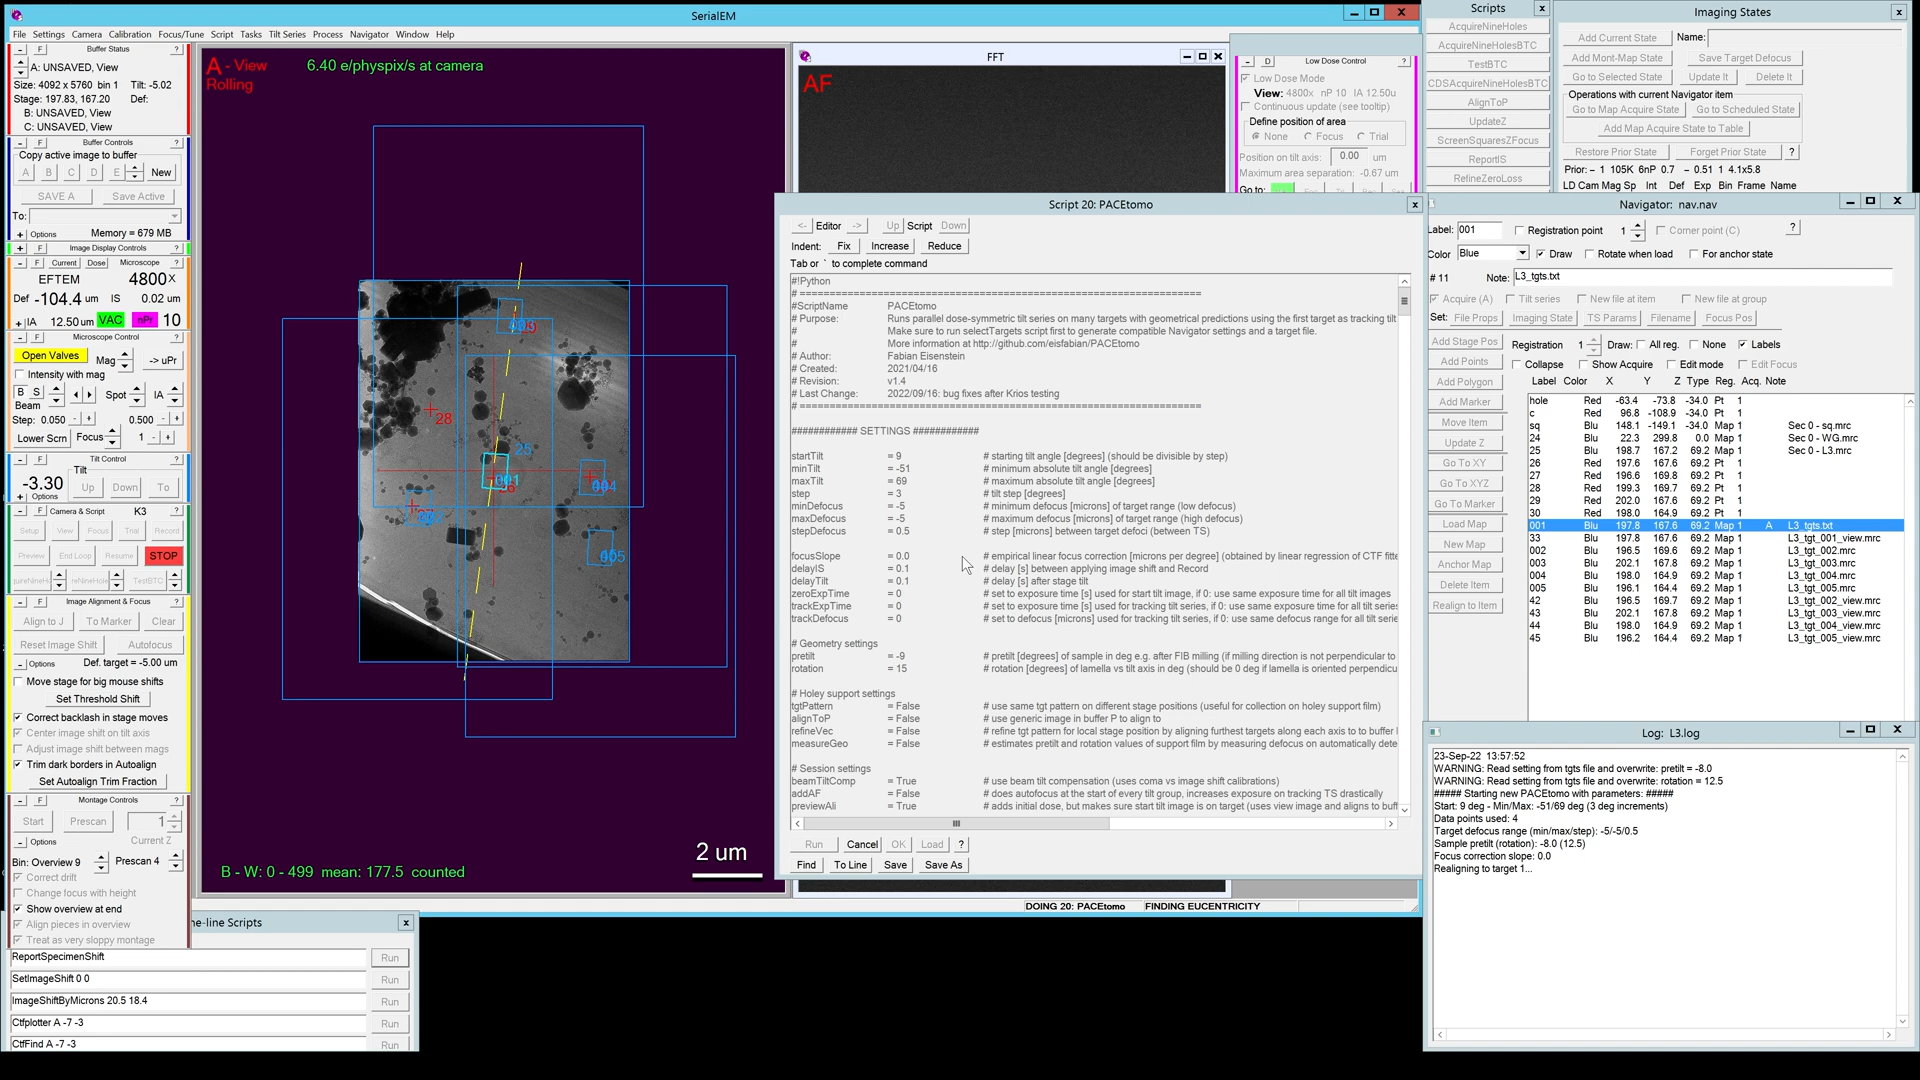 SerialEM
File Settings Camera Calibration Focus/Tune Script Tasks Tilt Series Process Navigator Window Help
- F Buffer Status ?
A: UNSAVED, View
Size: 4092 x 5760 bin 1 Tilt: -5.02
Stage: 197.83, 167.20 Def:
B: UNSAVED, View
C: UNSAVED, View
- F Buffer Controls ?
Copy active image to buffer
A B C D E New
SAVE A Save Active
To:
+ Options Memory = 679 MB
+ F Image Display Controls ?
- F Current Dose Microscope ?
EFTEM 4800X
Def -104.4 um IS 0.02 um
+ IA 12.50 um VAC nPr 10
- F Microscope Control ?
Open Valves Mag -> uPr
Intensity with mag
B S Spot IA
Beam
Step: 0.050 - + 0.500 - +
Lower Scrn Focus 1 - +
- F Tilt Control ?
Tilt
-3.30 Up Down To
+ Options
- F Camera & Script K3 ?
Setup View Focus Trial Record
Preview End Loop Resume STOP
TestBTC
- F Image Alignment & Focus ?
Align to J To Marker Clear
Reset Image Shift Autofocus
- Options Def. target = -5.00 um
Move stage for big mouse shifts
Set Threshold Shift
Correct backlash in stage moves
Center image shift on tilt axis
Adjust image shift between mags
Trim dark borders in Autoalign
Set Autoalign Trim Fraction
- F Montage Controls ?
Start Prescan 1
- Options Current Z
Bin: Overview 9 Prescan 4
Correct drift
Change focus with height
Show overview at end
Align pieces in overview
Treat as very sloppy montage
ne-line Scripts x
ReportSpecimenShift Run
SetImageShift 0 0 Run
ImageShiftByMicrons 20.5 18.4 Run
Ctfplotter A -7 -3 Run
CtfFind A -7 -3 Run
A - View
Rolling
6.40 e/physpix/s at camera
28
25
001
004
005
2 um
B - W: 0 - 499 mean: 177.5 counted
FFT
AF
- D Low Dose Control ?
Low Dose Mode
View: 4800x nP 10 IA 12.50u
Continuous update (see tooltip)
Define position of area
None Focus Trial
Position on tilt axis: 0.00 um
Maximum area separation: -0.67 um
Go to:
Script 20: PACEtomo x
<- Editor -> Up Script Down
Indent: Fix Increase Reduce
Tab or ` to complete command
#!Python
# ===================================================================
#ScriptName PACEtomo
# Purpose: Runs parallel dose-symmetric tilt series on many targets with geometrical predictions using the first target as tracking tilt
# Make sure to run selectTargets script first to generate compatible Navigator settings and a target file.
# More information at http://github.com/eisfabian/PACEtomo
# Author: Fabian Eisenstein
# Created: 2021/04/16
# Revision: v1.4
# Last Change: 2022/09/16: bug fixes after Krios testing
# ===================================================================
############ SETTINGS ############
startTilt = 9 # starting tilt angle [degrees] (should be divisible by step)
minTilt = -51 # minimum absolute tilt angle [degrees]
maxTilt = 69 # maximum absolute tilt angle [degrees]
step = 3 # tilt step [degrees]
minDefocus = -5 # minimum defocus [microns] of target range (low defocus)
maxDefocus = -5 # maximum defocus [microns] of target range (high defocus)
stepDefocus = 0.5 # step [microns] between target defoci (between TS)
focusSlope = 0.0 # empirical linear focus correction [microns per degree] (obtained by linear regression of CTF fitte
delayIS = 0.1 # delay [s] between applying image shift and Record
delayTilt = 0.1 # delay [s] after stage tilt
zeroExpTime = 0 # set to exposure time [s] used for start tilt image, if 0: use same exposure time for all tilt images
trackExpTime = 0 # set to exposure time [s] used for tracking tilt series, if 0: use same exposure time for all tilt series
trackDefocus = 0 # set to defocus [microns] used for tracking tilt series, if 0: use same defocus range for all tilt serie
# Geometry settings
pretilt = -9 # pretilt [degrees] of sample in deg e.g. after FIB milling (if milling direction is not perpendicular to
rotation = 15 # rotation [degrees] of lamella vs tilt axis in deg (should be 0 deg if lamella is oriented perpendicu
# Holey support settings
tgtPattern = False # use same tgt pattern on different stage positions (useful for collection on holey support film)
alignToP = False # use generic image in buffer P to align to
refineVec = False # refine tgt pattern for local stage position by aligning furthest targets along each axis to to buffer
measureGeo = False # estimates pretilt and rotation values of support film by measuring defocus on automatically dete
# Session settings
beamTiltComp = True # use beam tilt compensation (uses coma vs image shift calibrations)
addAF = False # does autofocus at the start of every tilt group, increases exposure on tracking TS drastically
previewAli = True # adds initial dose, but makes sure start tilt image is on target (uses view image and aligns to buff
Run Cancel OK Load ?
Find To Line Save Save As
DOING 20: PACEtomo FINDING EUCENTRICITY
Scripts x
AcquireNineHoles
AcquireNineHolesBTC
TestBTC
CDSAcquireNineHolesBTC
AlignToP
UpdateZ
ScreenSquaresZFocus
ReportIS
RefineZeroLoss
Imaging States x
Add Current State Name:
Add Mont-Map State Save Target Defocus
Go to Selected State Update It Delete It
Operations with current Navigator item
Go to Map Acquire State Go to Scheduled State
Add Map Acquire State to Table
Restore Prior State Forget Prior State ?
Prior: - 1 105K 6nP 0.7 - 0.51 1 4.1x5.8
LD Cam Mag Sp Int Def Exp Bin Frame Name
Navigator: nav.nav
Label: 001 Registration point 1 Corner point (C) ?
Color Blue Draw Rotate when load For anchor state
# 11 Note: L3_tgts.txt
Acquire (A) Tilt series New file at item New file at group
Set: File Props Imaging State TS Params Filename Focus Pos
Add Stage Pos
Add Points
Add Polygon
Add Marker
Move Item
Update Z
Go To XY
Go To XYZ
Go To Marker
Load Map
New Map
Anchor Map
Delete Item
Realign to Item
Registration 1 Draw: All reg. None Labels
Collapse Show Acquire Edit mode Edit Focus
Label Color X Y Z Type Reg. Acq. Note
hole Red -63.4 -73.8 -34.0 Pt 1
c Red 96.8 -108.9 -34.0 Pt 1
sq Blu 148.1 -149.1 -34.0 Map 1 Sec 0 - sq.mrc
24 Blu 22.3 299.8 0.0 Map 1 Sec 0 - WG.mrc
25 Blu 198.7 167.2 69.2 Map 1 Sec 0 - L3.mrc
26 Red 197.6 167.6 69.2 Pt 1
27 Red 196.6 169.6 69.2 Pt 1
28 Red 199.3 169.7 69.2 Pt 1
29 Red 202.0 167.8 69.2 Pt 1
30 Red 198.0 164.9 69.2 Pt 1
001 Blu 197.8 167.6 69.2 Map 1 A L3_tgts.txt
33 Blu 197.8 167.6 69.2 Map 1 L3_tgt_001_view.mrc
002 Blu 196.5 169.6 69.2 Map 1 L3_tgt_002.mrc
003 Blu 202.1 167.8 69.2 Map 1 L3_tgt_003.mrc
004 Blu 198.0 164.9 69.2 Map 1 L3_tgt_004.mrc
005 Blu 196.1 164.4 69.2 Map 1 L3_tgt_005.mrc
42 Blu 196.5 169.7 69.2 Map 1 L3_tgt_002_view.mrc
43 Blu 202.1 167.8 69.2 Map 1 L3_tgt_003_view.mrc
44 Blu 198.0 164.9 69.2 Map 1 L3_tgt_004_view.mrc
45 Blu 196.2 164.4 69.2 Map 1 L3_tgt_005_view.mrc
Log: L3.log
23-Sep-22 13:57:52
WARNING: Read setting from tgts file and overwrite: pretilt = -8.0
WARNING: Read setting from tgts file and overwrite: rotation = 12.5
##### Starting new PACEtomo with parameters: #####
Start: 9 deg - Min/Max: -51/69 deg (3 deg increments)
Data points used: 4
Target defocus range (min/max/step): -5/-5/0.5
Sample pretilt (rotation): -8.0 (12.5)
Focus correction slope: 0.0
Realigning to target 1...